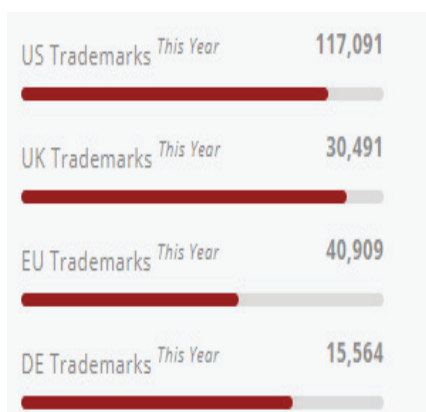 US Trademarks This Year 117,091
UK Trademarks This Year 30,491
EU Trademarks This Year 40,909
DE Trademarks This Year 15,564